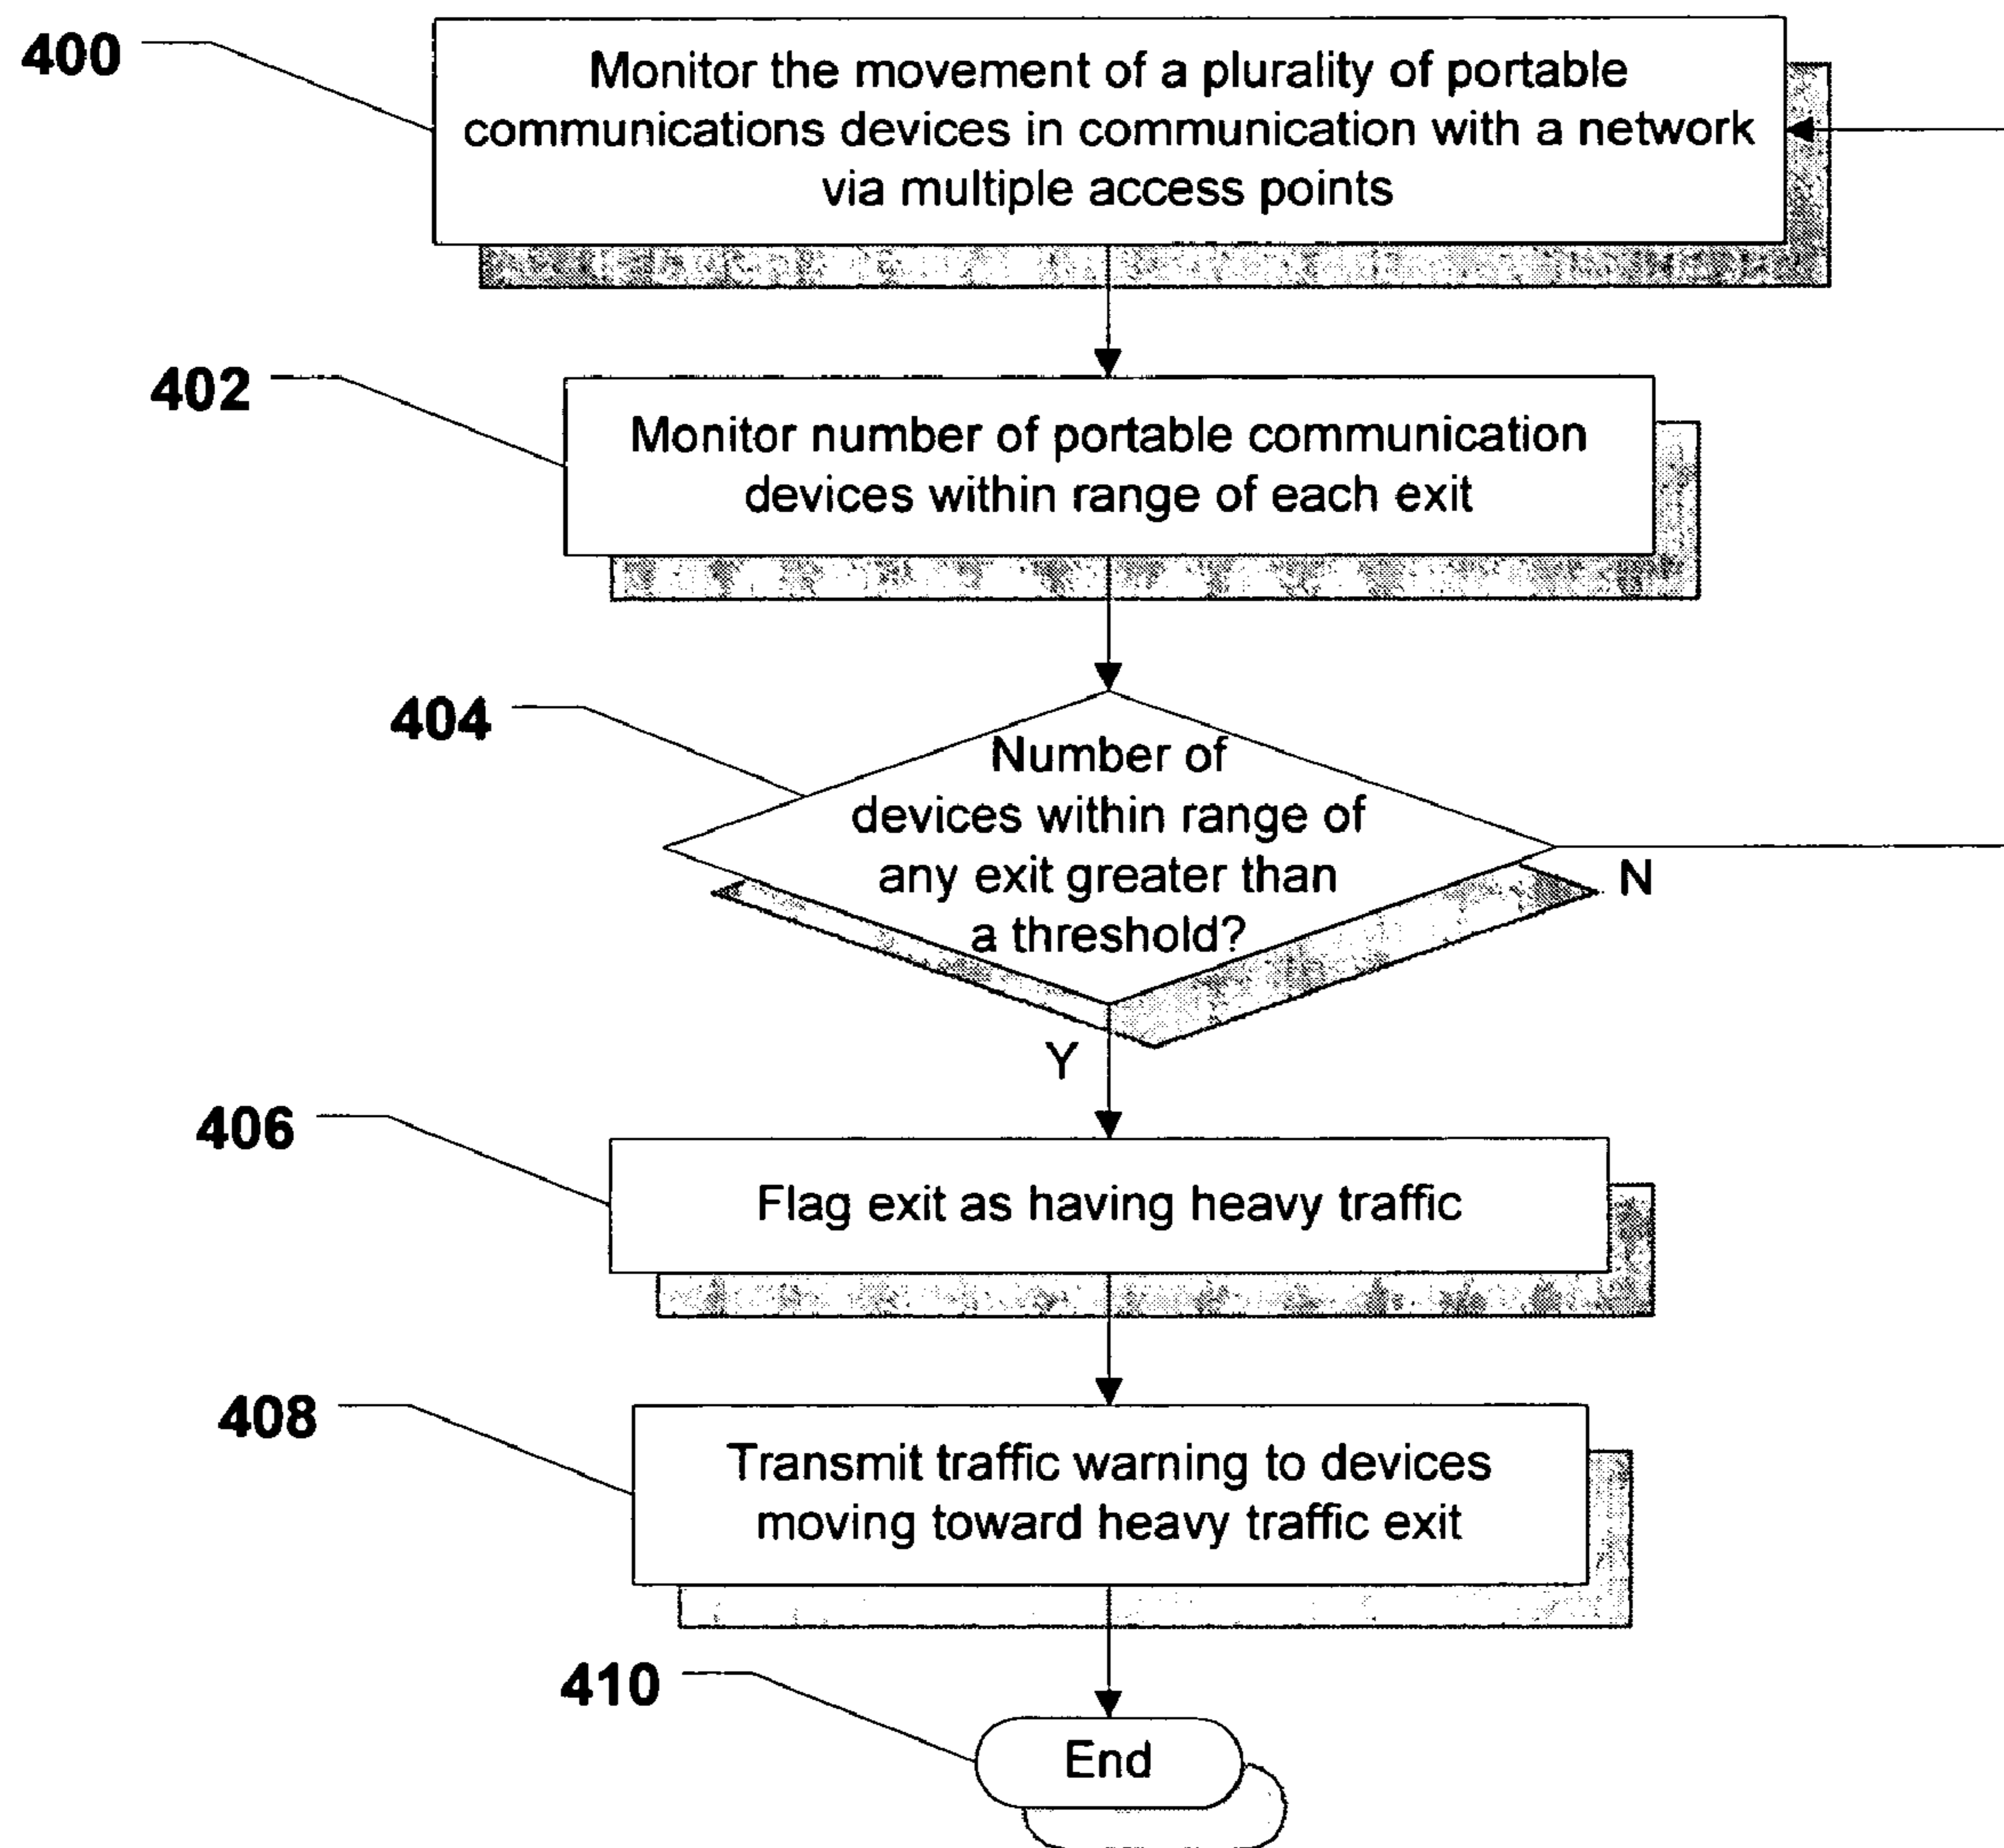 400
Monitor the movement of a plurality of portable
communications devices in communication with a network
via multiple access points
402
Monitor number of portable communication
devices within range of each exit
404
Number of
devices within range of
any exit greater than
a threshold?
N
Y
406
Flag exit as having heavy traffic
408
Transmit traffic warning to devices
moving toward heavy traffic exit
410
End